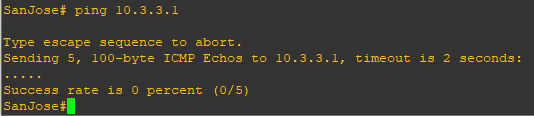 SanJose# ping 10.3.3.1
Type escape sequence to abort.
Sending 5, 100-byte ICMP Echos to 10.3.3.1, timeout is 2 seconds:
.....
Success rate is 0 percent (0/5)
SanJose#